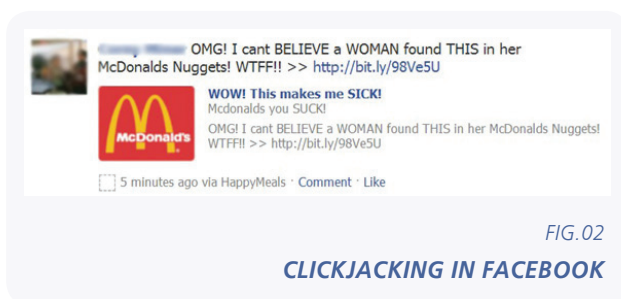 OMG! I cant BELIEVE a WOMAN found THIS in her
McDonalds Nuggets! WTFF!! >> http://bit.ly/98Ve5U
WOW! This makes me SICK!
Mcdonalds you SUCK!
OMG! I cant BELIEVE a WOMAN found THIS in her McDonalds Nuggets!
WTFF!! >> http://bit.ly/98Ve5U
McDonald's
5 minutes ago via HappyMeals · Comment · Like
FIG.02
CLICKJACKING IN FACEBOOK